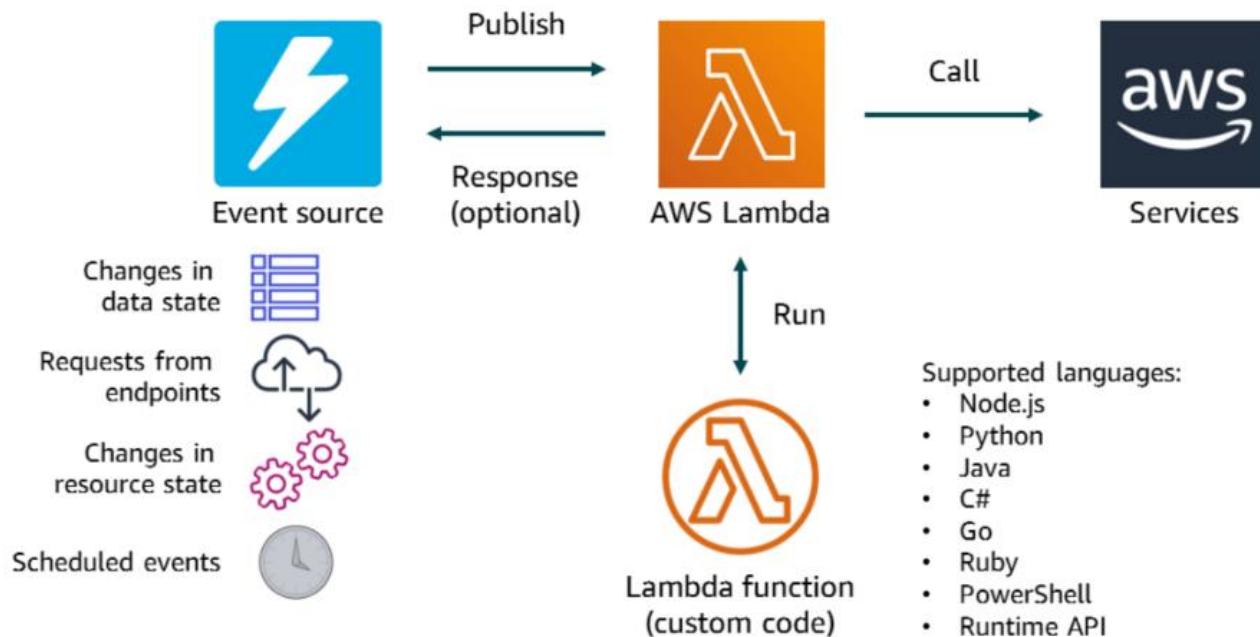 Publish
Response
(optional)
Event source
AWS Lambda
Call
aws
Services
Changes in
data state
Requests from
endpoints
Changes in
resource state
Scheduled events
Run
Lambda function
(custom code)
Supported languages:
• Node.js
• Python
• Java
• C#
• Go
• Ruby
• PowerShell
• Runtime API